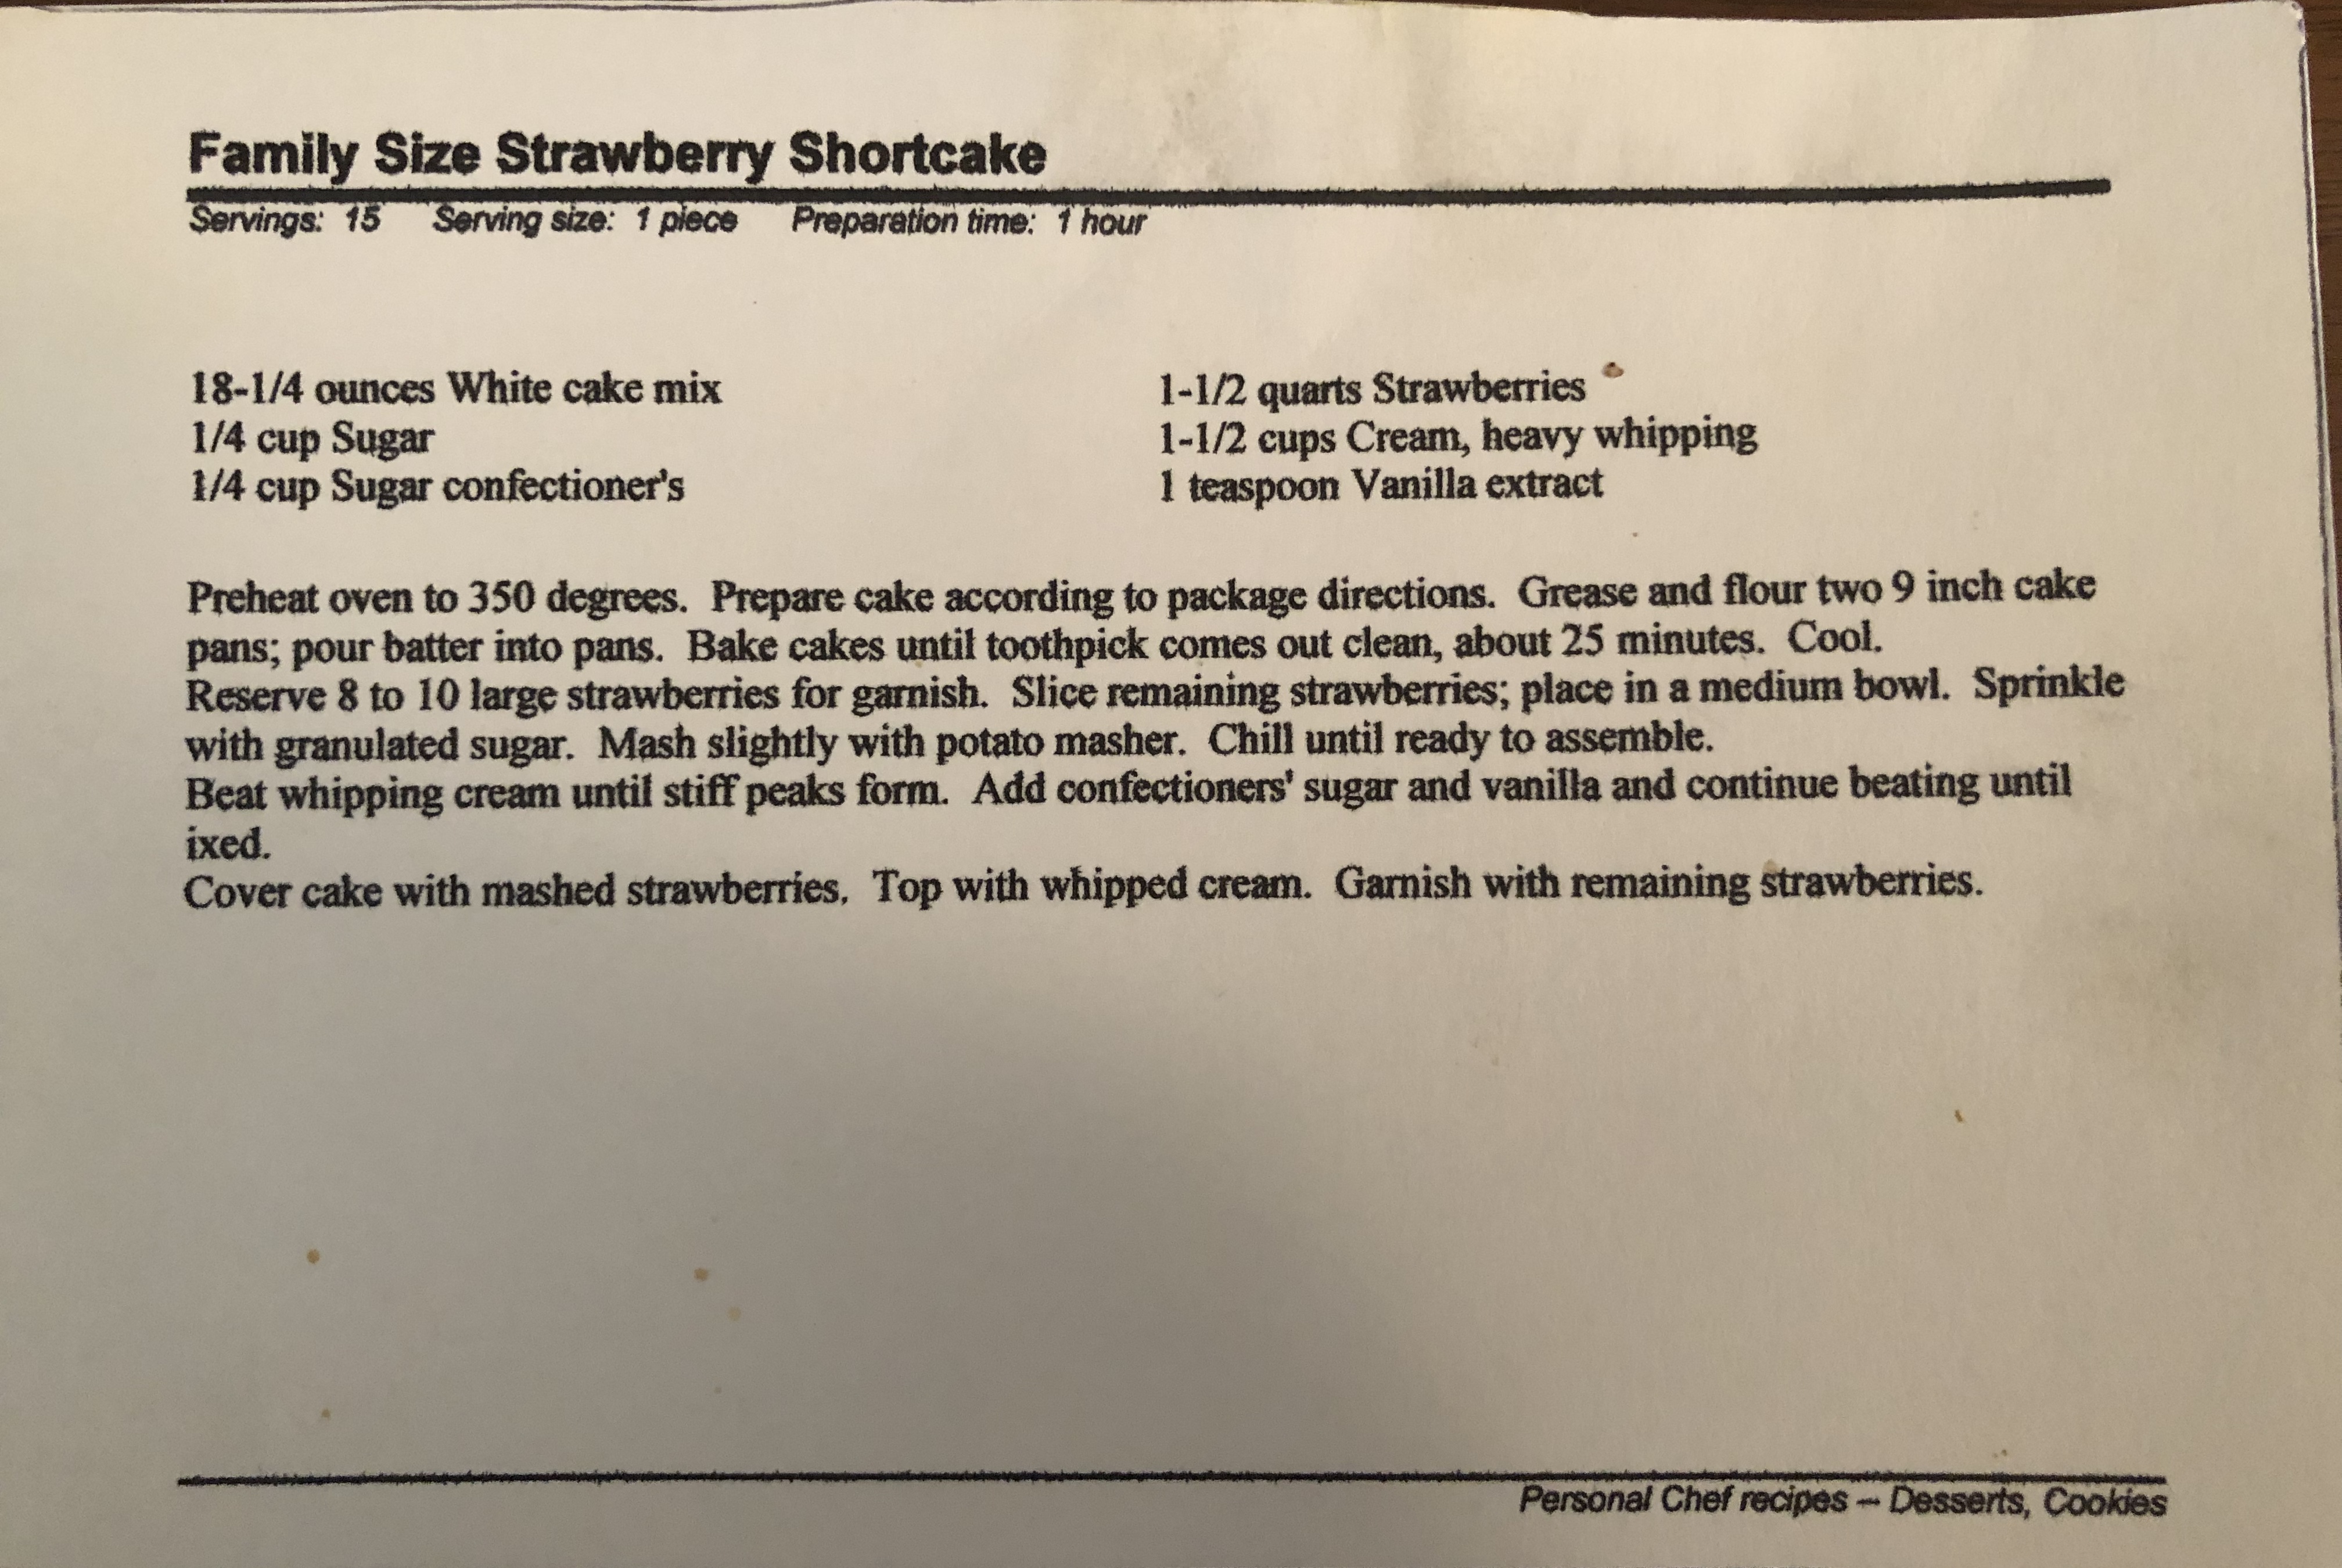 Family Size Strawberry Shortcake
Servings: 15 Serving size: 1 piece Preparation time: 1 hour
18-1/4 ounces White cake mix
1/4 cup Sugar
1/4 cup Sugar confectioner's
1-1/2 quarts Strawberries
1-1/2 cups Cream, heavy whipping
1 teaspoon Vanilla extract
Preheat oven to 350 degrees. Prepare cake according to package directions. Grease and flour two 9 inch cake
pans; pour batter into pans. Bake cakes until toothpick comes out clean, about 25 minutes. Cool.
Reserve 8 to 10 large strawberries for garnish. Slice remaining strawberries; place in a medium bowl. Sprinkle
with granulated sugar. Mash slightly with potato masher. Chill until ready to assemble.
Beat whipping cream until stiff peaks form. Add confectioners' sugar and vanilla and continue beating until
ixed.
Cover cake with mashed strawberries. Top with whipped cream. Garnish with remaining strawberries.
Personal Chef recipes -- Desserts, Cookies